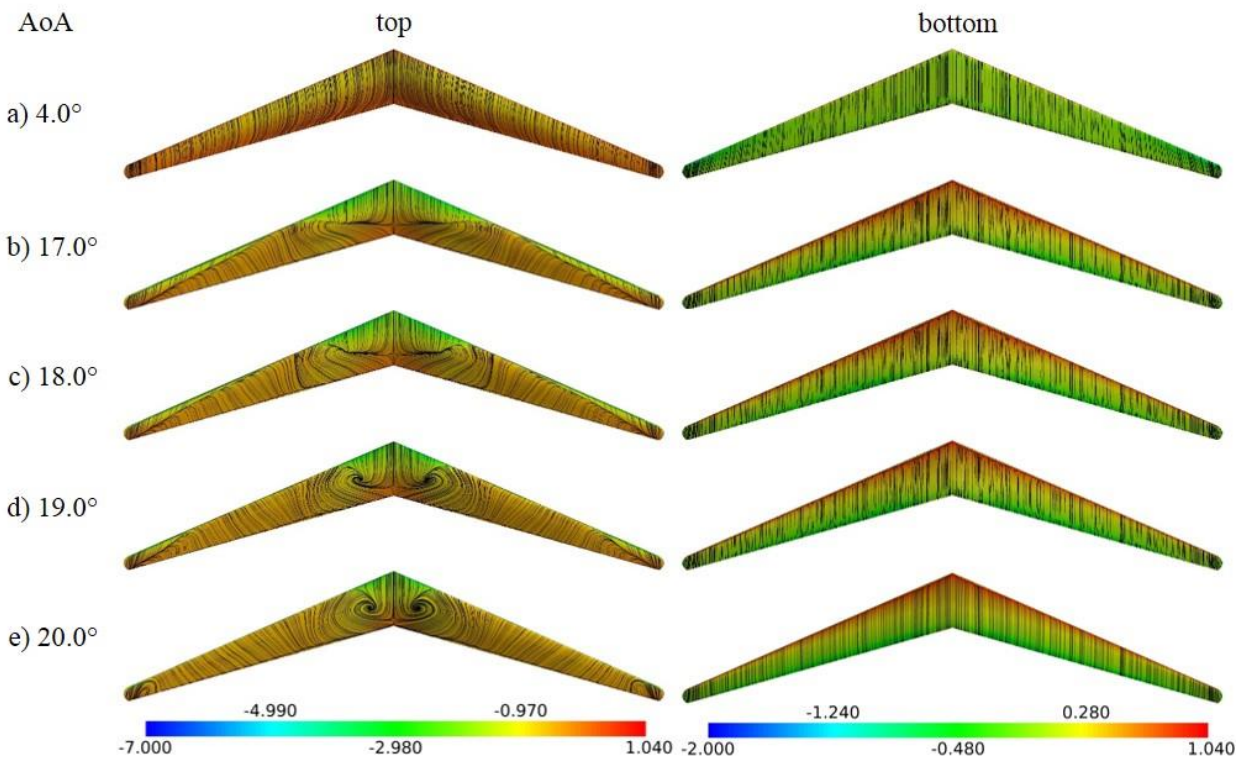 AoA top bottom
a) 4.0°
b) 17.0°
c) 18.0°
d) 19.0°
e) 20.0°
-4.990 -0.970 -1.240 0.280
-7.000 -2.980 1.040 -2.000 -0.480 1.040